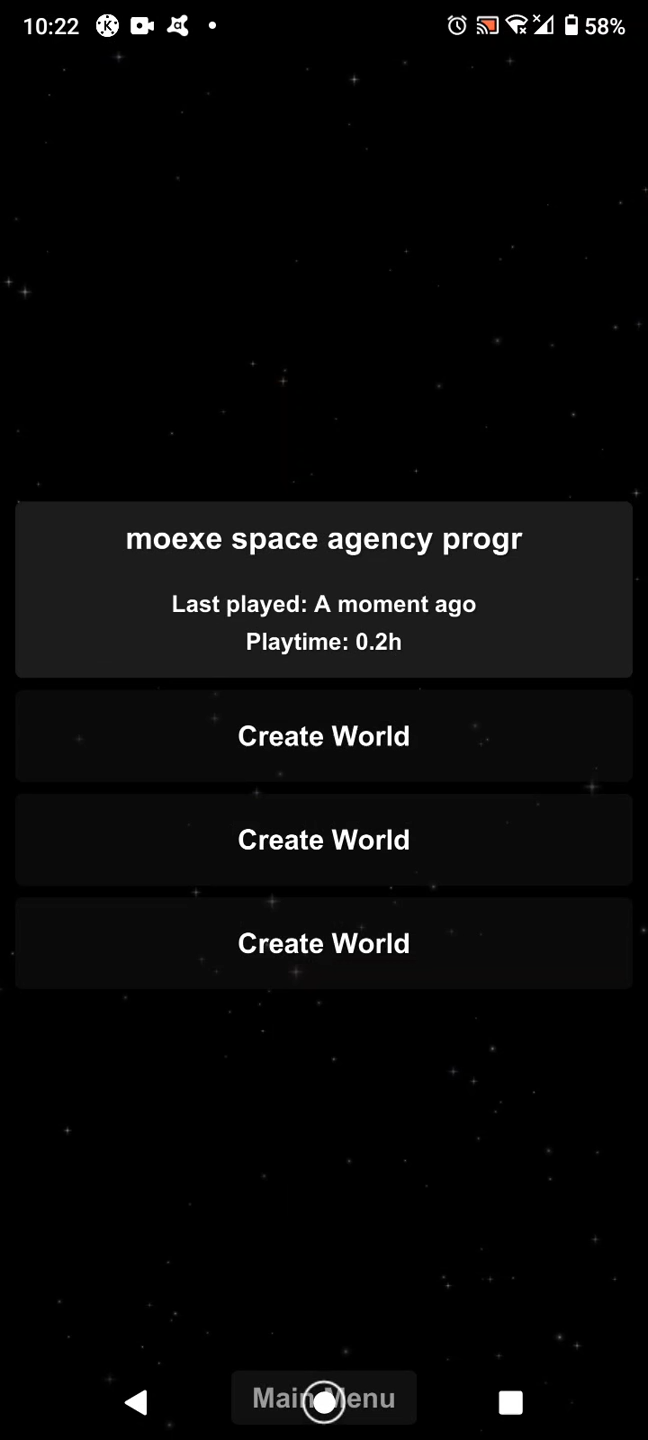 10:22
58%
moexe space agency progr
Last played: A moment ago
Playtime: 0.2h
Create World
Create World
Create World
Main Menu